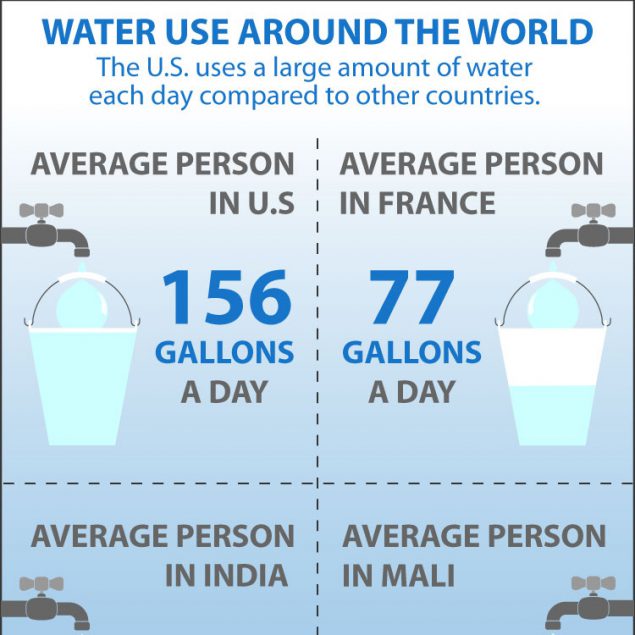 WATER USE AROUND THE WORLD
The U.S. uses a large amount of water
each day compared to other countries.
AVERAGE PERSON
IN U.S
156
GALLONS
A DAY
AVERAGE PERSON
IN FRANCE
77
GALLONS
A DAY
AVERAGE PERSON
IN INDIA
AVERAGE PERSON
IN MALI